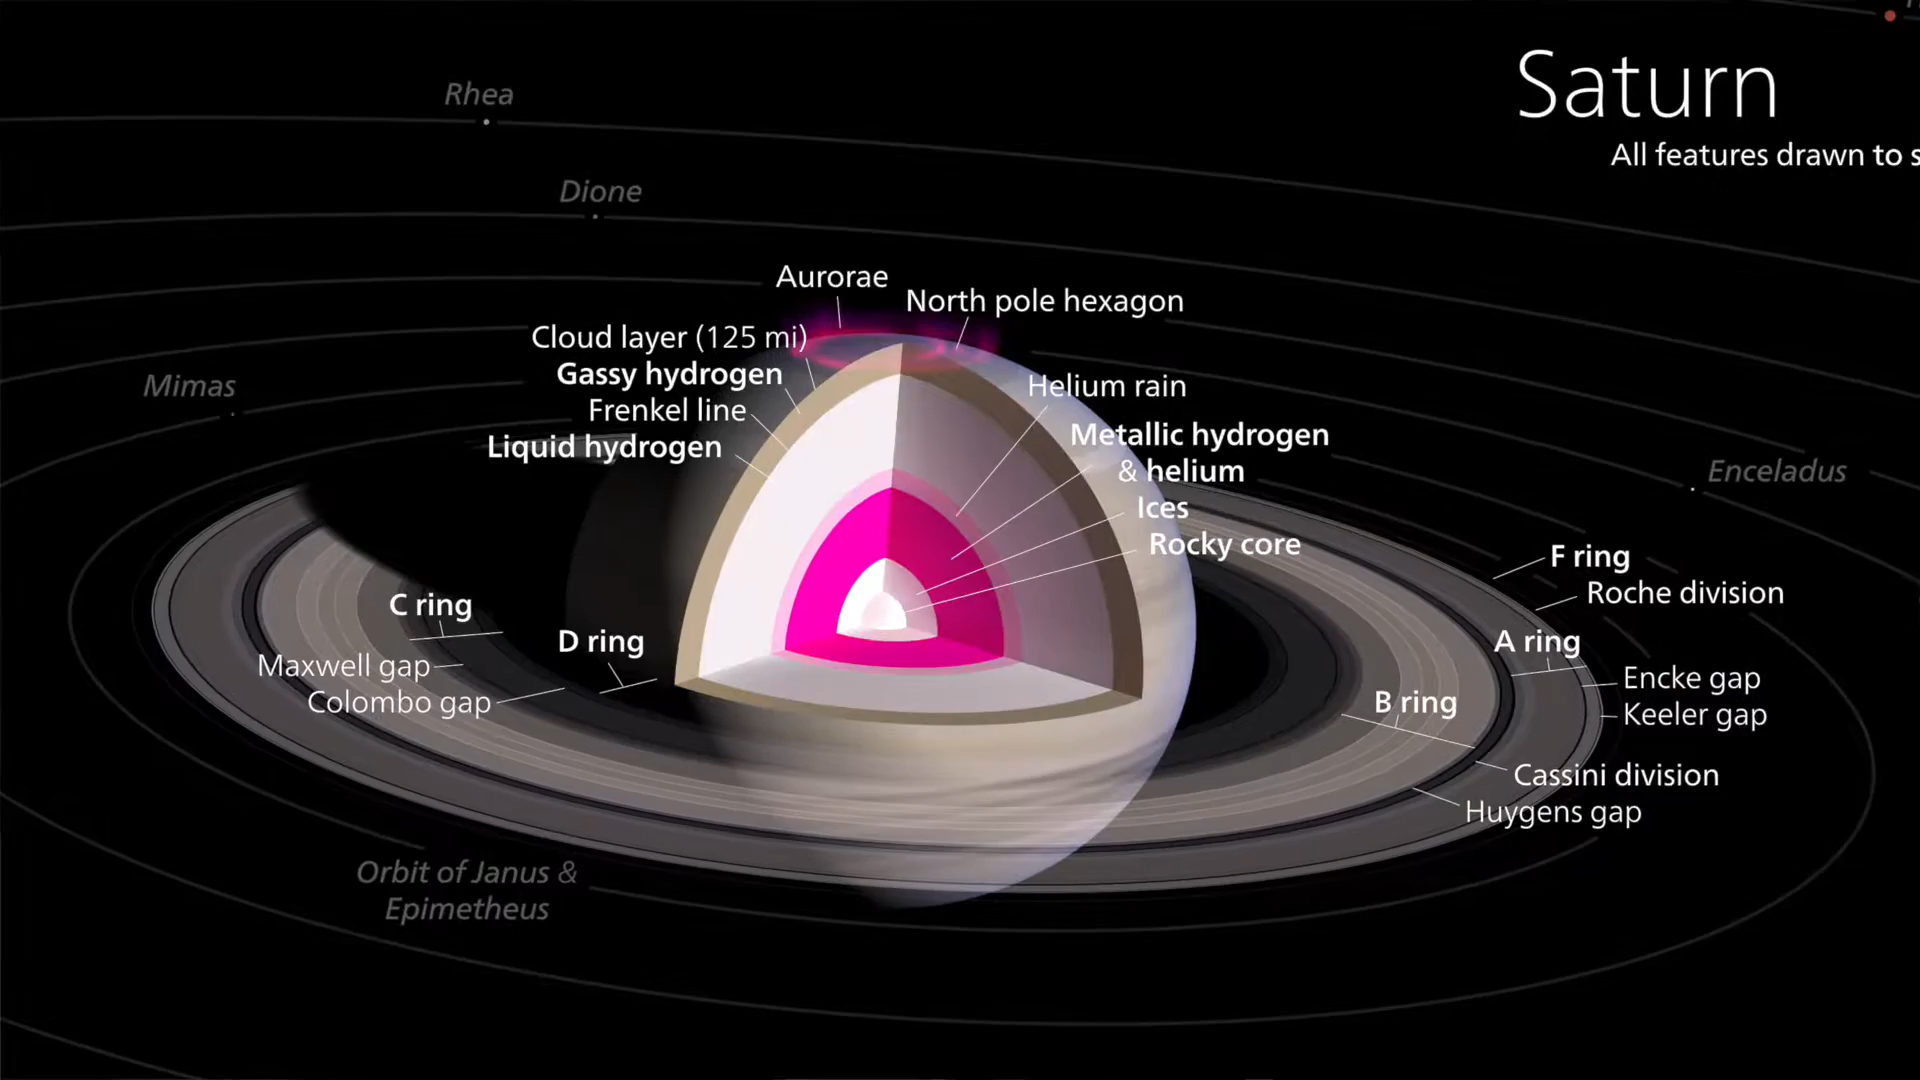 Saturn
All features drawn to s
Rhea
Dione
Aurorae
North pole hexagon
Cloud layer (125 mi)
Gassy hydrogen
Frenkel line
Liquid hydrogen
Mimas
Helium rain
Metallic hydrogen
& helium
Ices
Rocky core
Enceladus
F ring
Roche division
A ring
Encke gap
Keeler gap
B ring
Cassini division
Huygens gap
C ring
D ring
Maxwell gap
Colombo gap
Orbit of Janus &
Epimetheus